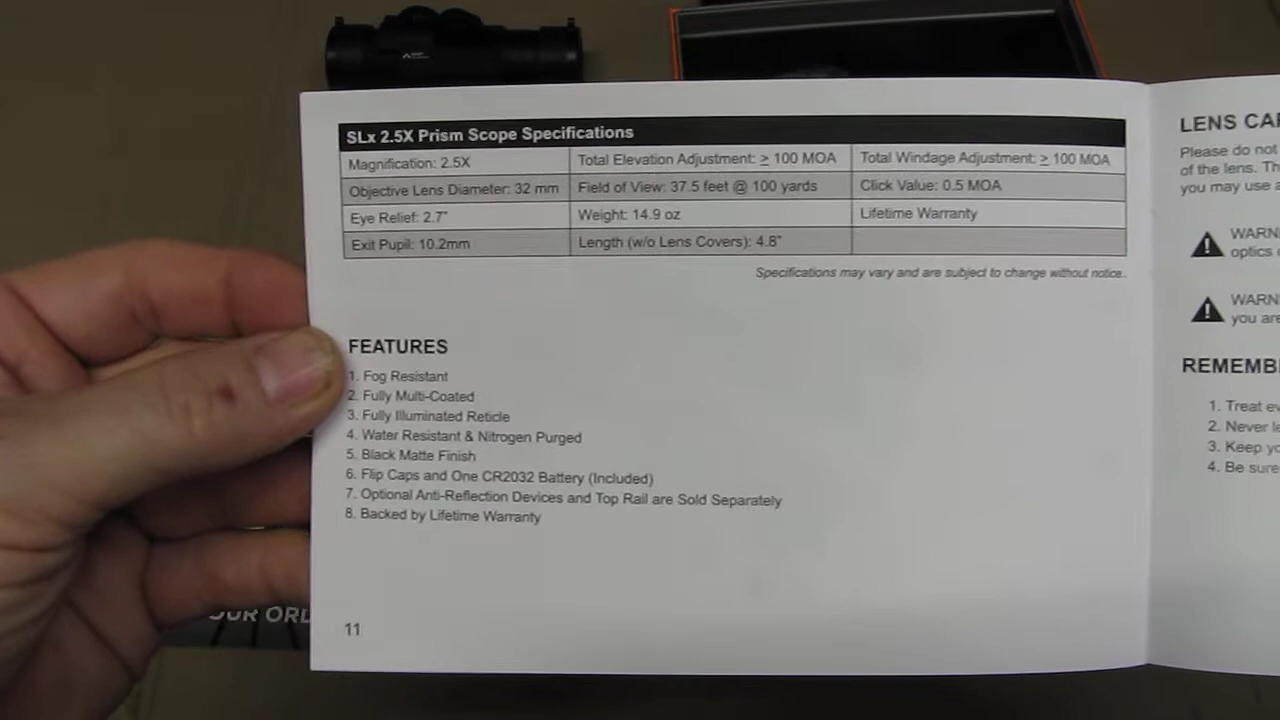 SLx 2.5X Prism Scope Specifications
Magnification: 2.5X Total Elevation Adjustment: ≥ 100 MOA Total Windage Adjustment: ≥ 100 MOA
Objective Lens Diameter: 32 mm Field of View: 37.5 feet @ 100 yards Click Value: 0.5 MOA
Eye Relief: 2.7" Weight: 14.9 oz Lifetime Warranty
Exit Pupil: 10.2mm Length (w/o Lens Covers): 4.8"
Specifications may vary and are subject to change without notice.
FEATURES
1. Fog Resistant
2. Fully Multi-Coated
3. Fully Illuminated Reticle
4. Water Resistant & Nitrogen Purged
5. Black Matte Finish
6. Flip Caps and One CR2032 Battery (Included)
7. Optional Anti-Reflection Devices and Top Rail are Sold Separately
8. Backed by Lifetime Warranty
11
LENS
Please do not
of the lens.
you may use
optics
you are
1. Treat
2. Never
3. Keep
4. Be sure